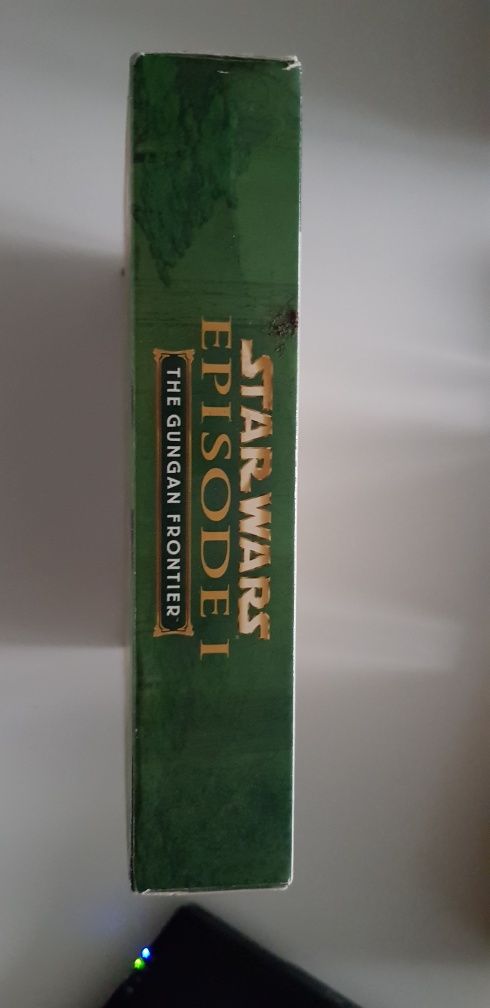 STAR WARS
EPISODE I
THE GUNGAN FRONTIER